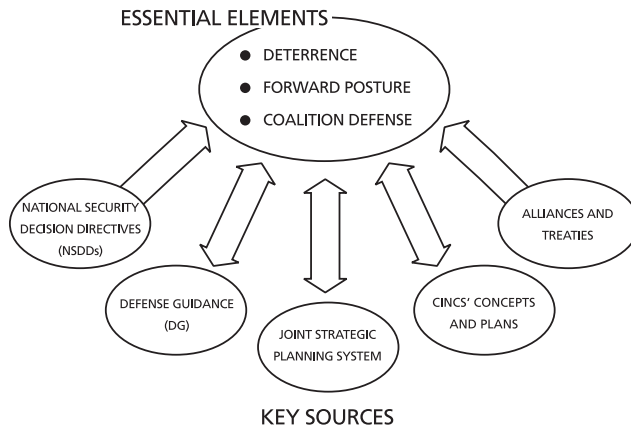 ESSENTIAL ELEMENTS
● DETERRENCE
● FORWARD POSTURE
● COALITION DEFENSE
NATIONAL SECURITY
DECISION DIRECTIVES
(NSDDs)
ALLIANCES AND
TREATIES
DEFENSE GUIDANCE
(DG)
CINCS' CONCEPTS
AND PLANS
JOINT STRATEGIC
PLANNING SYSTEM
KEY SOURCES